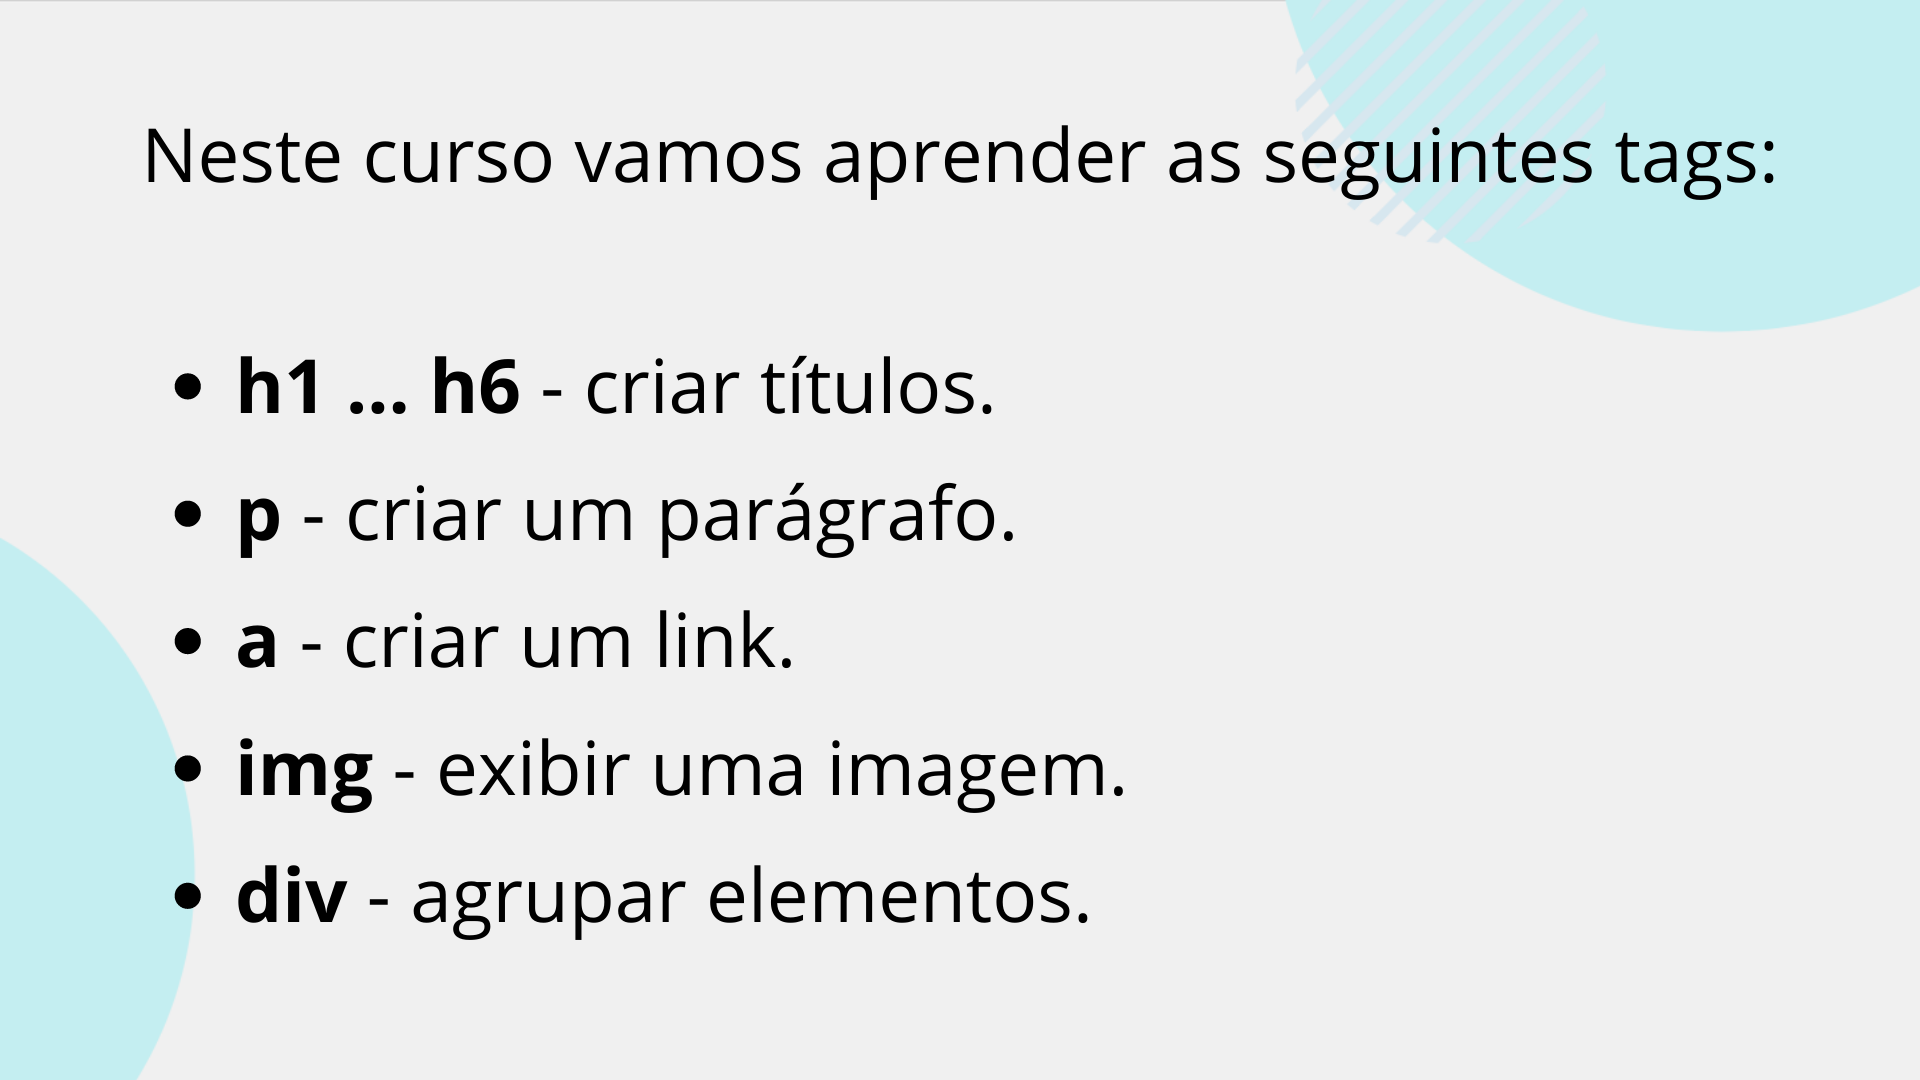 Neste curso vamos aprender as seguintes tags:
• h1 ... h6 - criar títulos.
• p - criar um parágrafo.
• a - criar um link.
• img - exibir uma imagem.
• div - agrupar elementos.